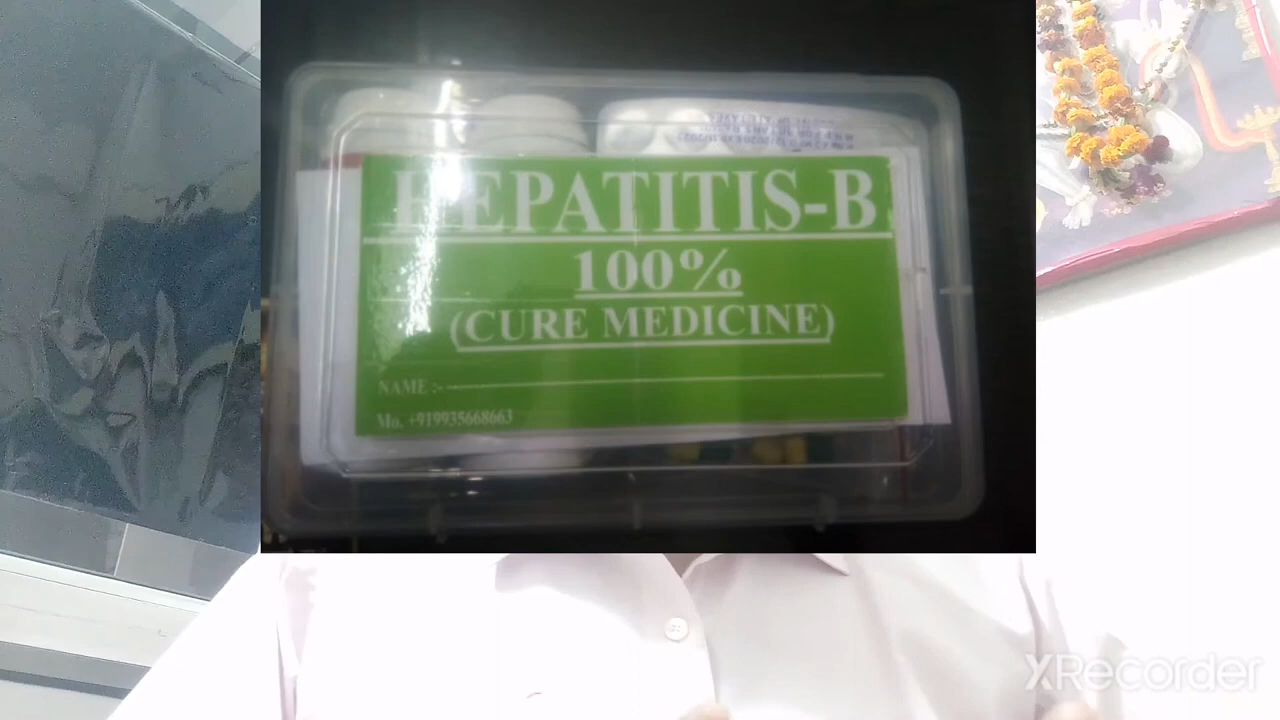 HEPATITIS-B
100%
(CURE MEDICINE)
NAME :-
Mo. +919935668663
XRecorder